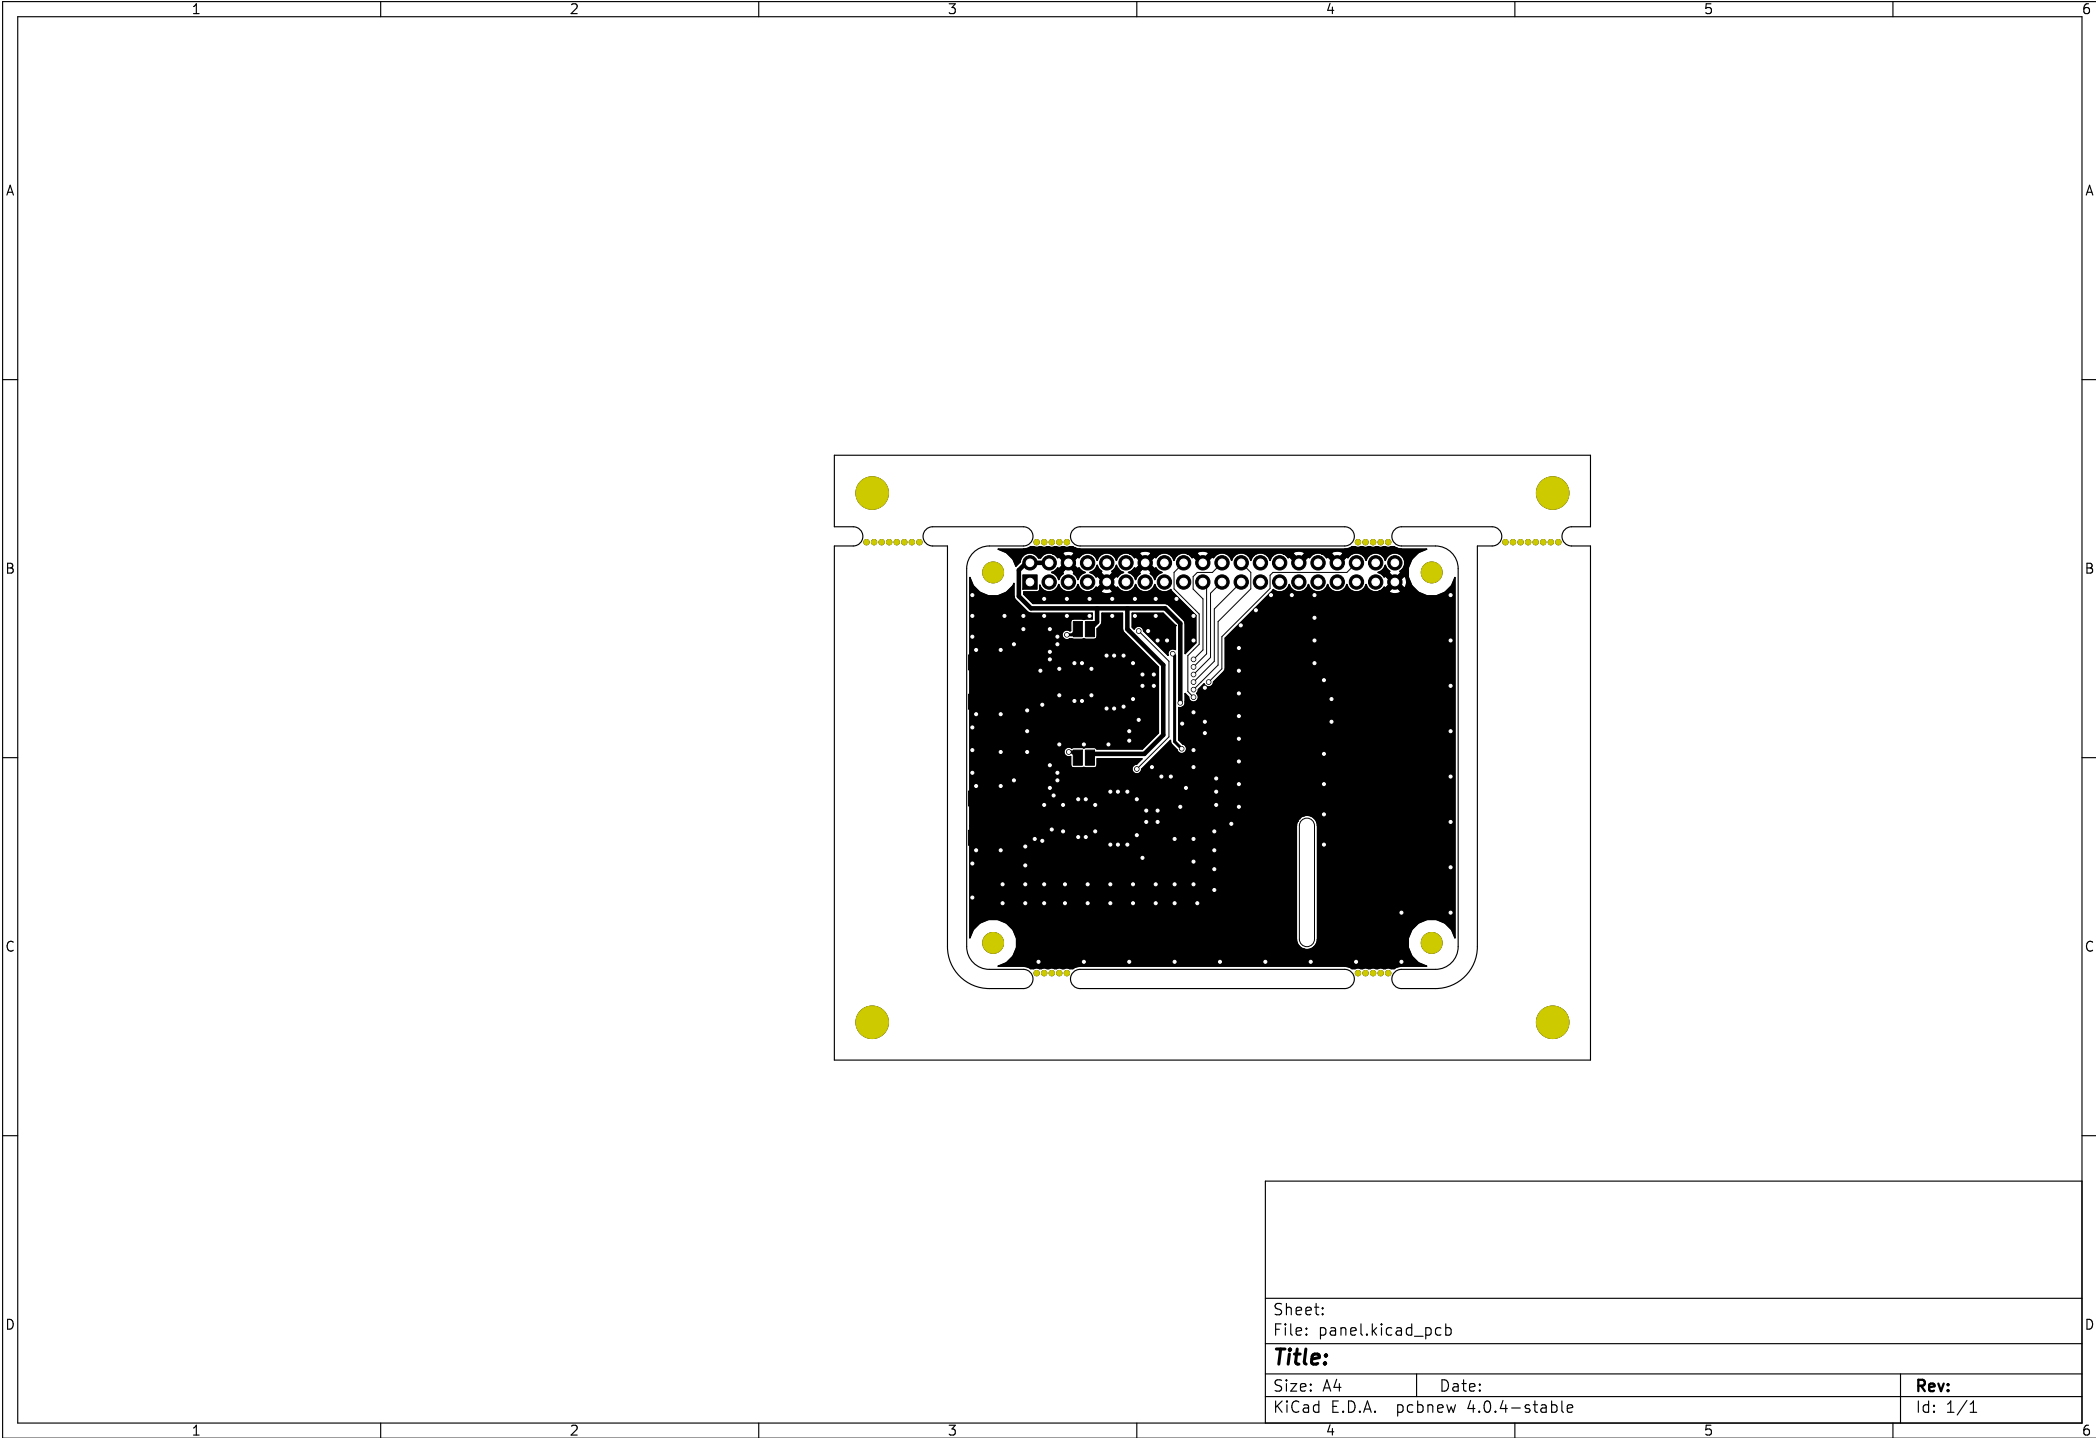 1 2 3 4 5 6
A A
B B
C C
Sheet:
File: panel.kicad_pcb
D D
Title:
Size: A4 Date: Rev:
KiCad E.D.A. pcbnew 4.0.4-stable Id: 1/1
1 2 3 4 5 6